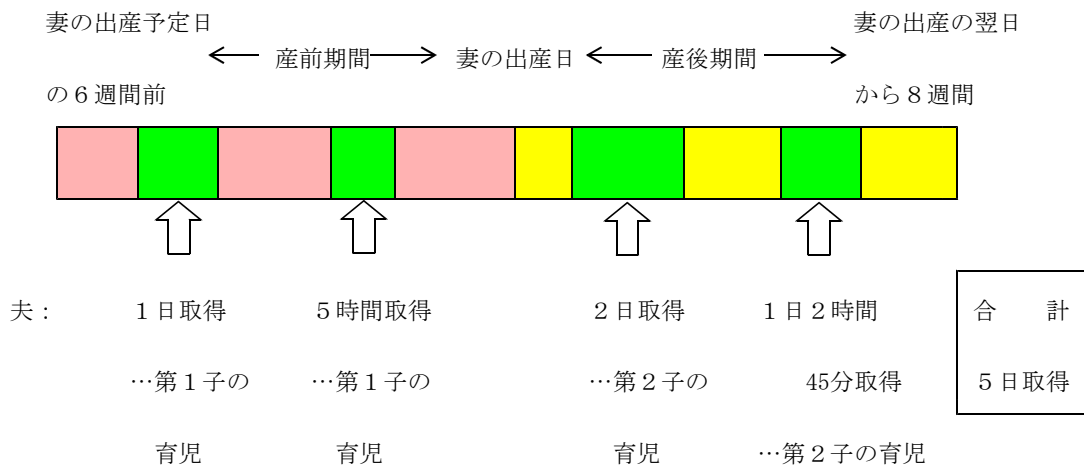 妻の出産予定日
妻の出産の翌日
← 産前期間 → 妻の出産日 ← 産後期間 →
の6週間前
から8週間
夫: 1日取得 5時間取得 2日取得 1日2時間 合 計
…第1子の …第1子の …第2子の 45分取得 5日取得
育児 育児 育児 …第2子の育児